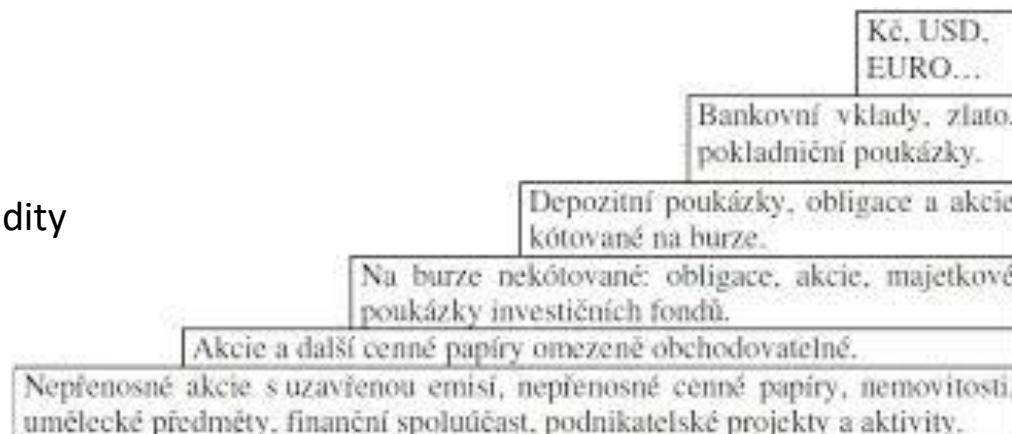 Kč, USD,
EURO…
Bankovní vklady, zlato,
pokladniční poukázky.
dity
Depozitní poukázky, obligace a akcie
kótované na burze.
Na burze nekótované: obligace, akcie, majetkové
poukázky investičních fondů.
Akcie a další cenné papíry omezeně obchodovatelné.
Nepřenosné akcie s uzavřenou emisí, nepřenosné cenné papíry, nemovitosti,
umělecké předměty, finanční spoluúčast, podnikatelské projekty a aktivity.